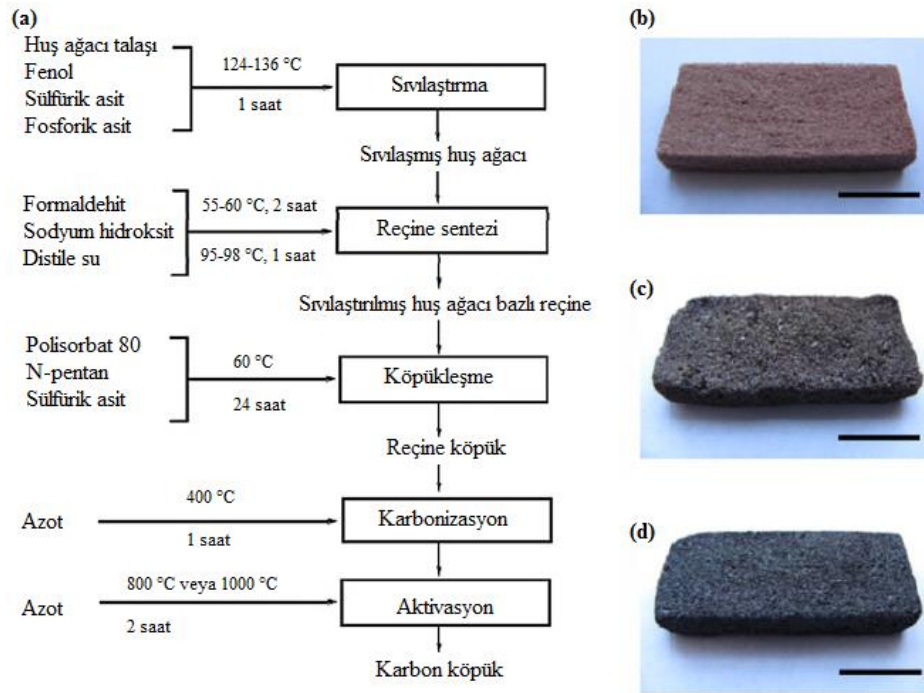 (a)
Huş ağacı talaşı
Fenol
Sülfürik asit
Fosforik asit
124-136 °C
1 saat
Sıvılaştırma
Sıvılaşmış huş ağacı
Formaldehit
Sodyum hidroksit
Distile su
55-60 °C, 2 saat
95-98 °C, 1 saat
Reçine sentezi
Sıvılaştırılmış huş ağacı bazlı reçine
Polisorbat 80
N-pentan
Sülfürik asit
60 °C
24 saat
Köpükleşme
Reçine köpük
Azot
400 °C
1 saat
Karbonizasyon
Azot
800 °C veya 1000 °C
2 saat
Aktivasyon
Karbon köpük
(b)
(c)
(d)